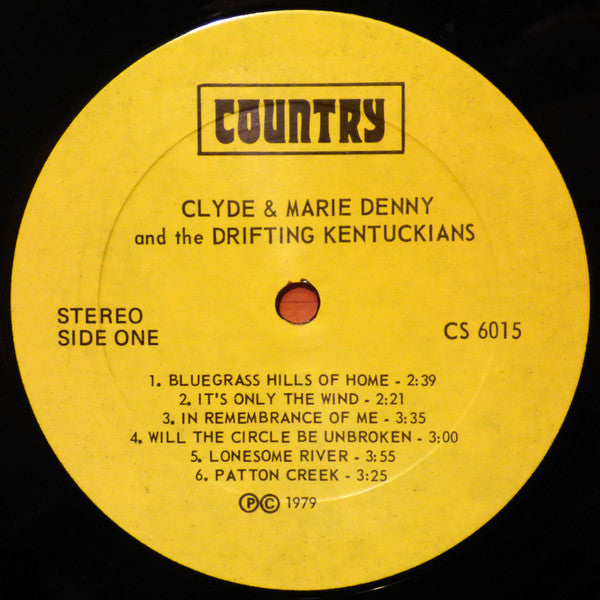 COUNTRY
CLYDE & MARIE DENNY
and the DRIFTING KENTUCKIANS
STEREO
SIDE ONE
CS 6015
1. BLUEGRASS HILLS OF HOME - 2:39
2. IT'S ONLY THE WIND - 2:21
3. IN REMEMBRANCE OF ME - 3:35
4. WILL THE CIRCLE BE UNBROKEN - 3:00
5. LONESOME RIVER - 3:55
6. PATTON CREEK - 3:25
ⓅⒸ 1979